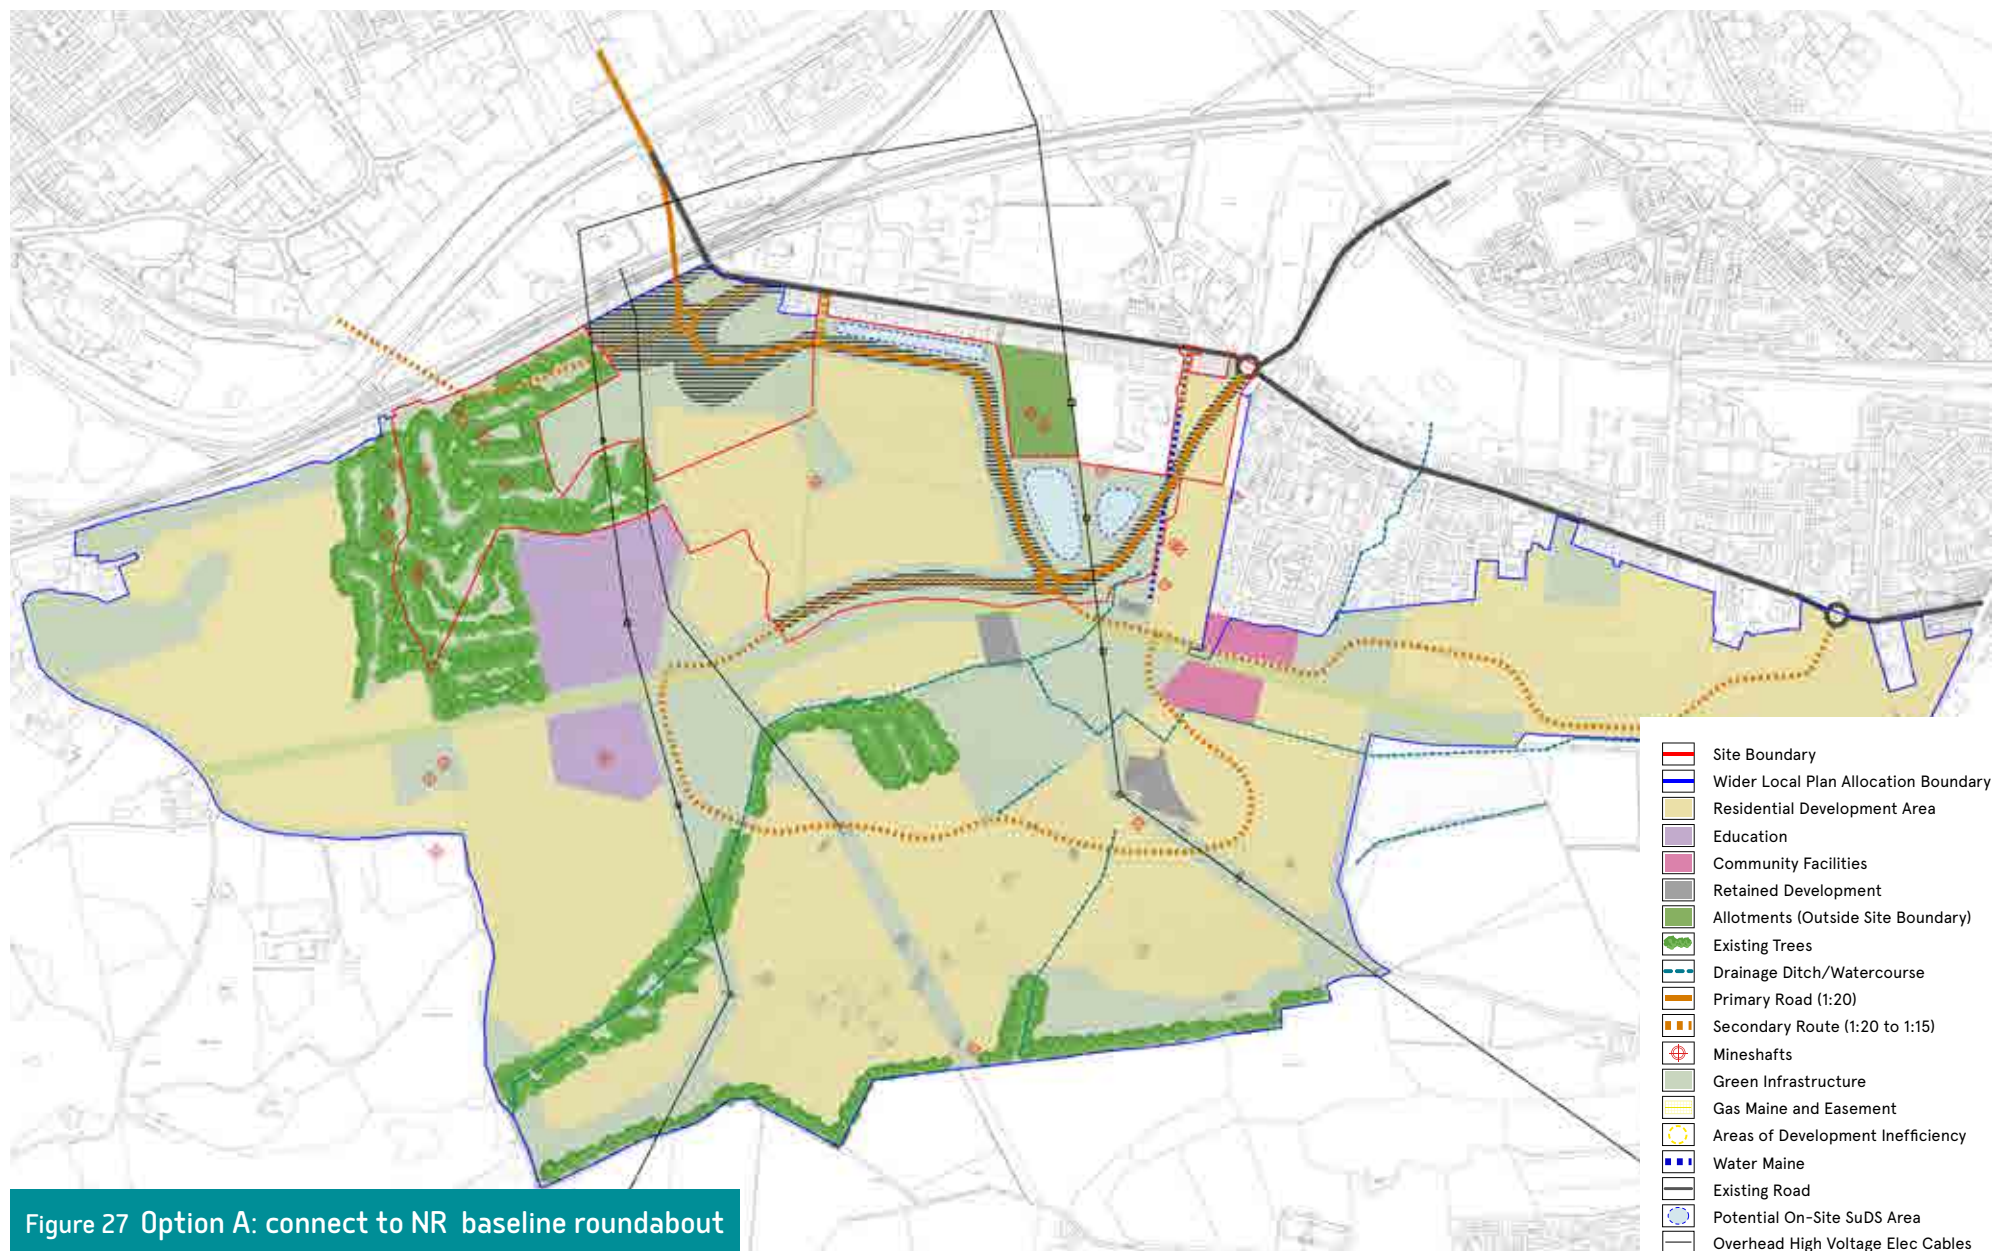 Site Boundary
Wider Local Plan Allocation Boundary
Residential Development Area
Education
Community Facilities
Retained Development
Allotments (Outside Site Boundary)
Existing Trees
Drainage Ditch/Watercourse
Primary Road (1:20)
Secondary Route (1:20 to 1:15)
Mineshafts
Green Infrastructure
Gas Maine and Easement
Areas of Development Inefficiency
Water Maine
Existing Road
Potential On-Site SuDS Area
Overhead High Voltage Elec Cables
Figure 27 Option A: connect to NR baseline roundabout